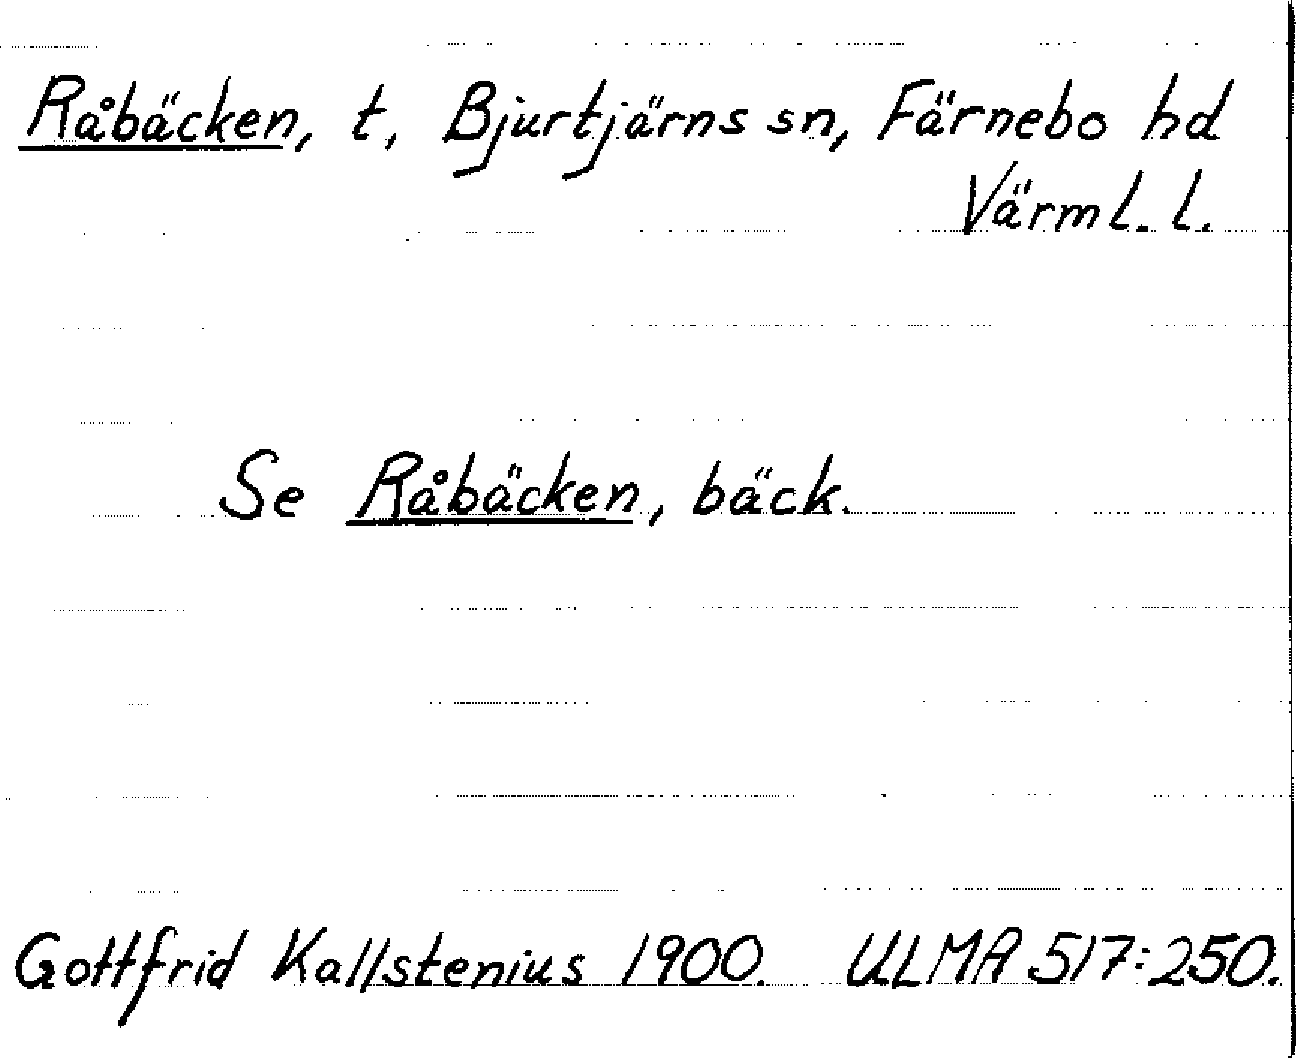 Råbäcken, t, Bjurtjärns sn, Färnebo hd
Värml. l.
Se Råbäcken, bäck.
Gottfrid Kallstenius 1900. ULMA 517:250.